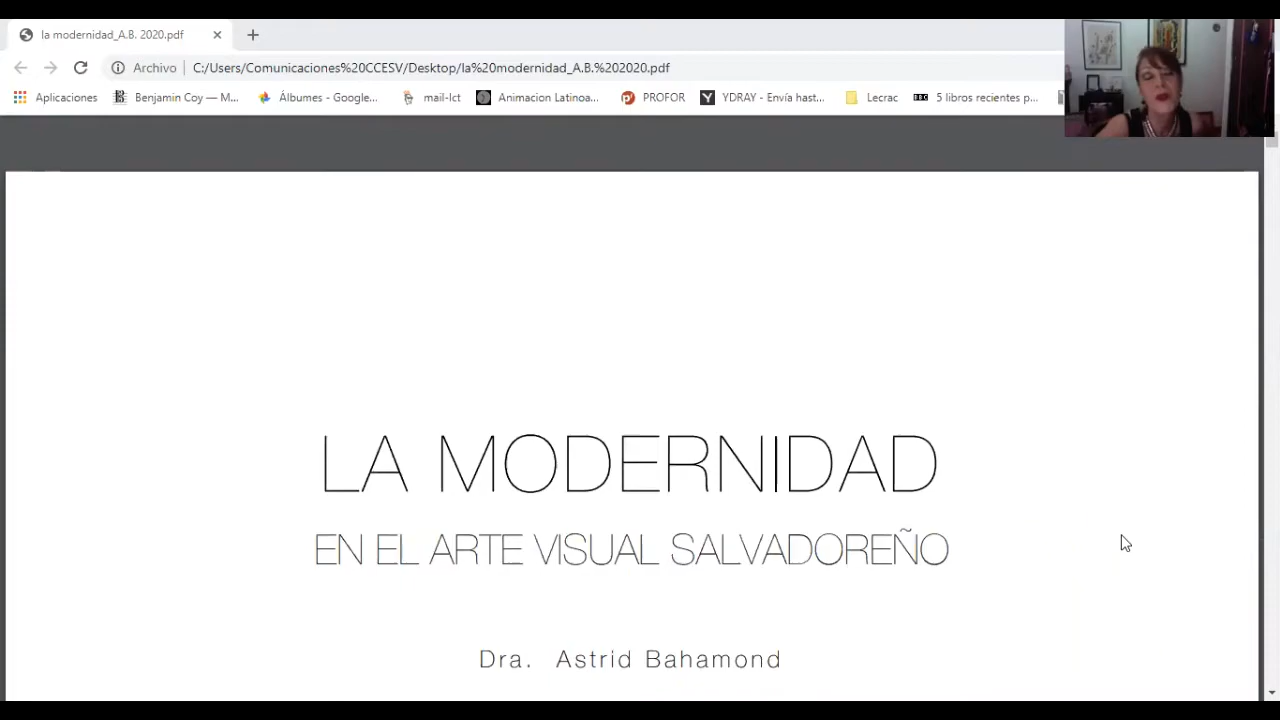 la modernidad_A.B. 2020.pdf
Archivo C:/Users/Comunicaciones%20CCESV/Desktop/la%20modernidad_A.B.%202020.pdf
Aplicaciones Benjamin Coy — M... Álbumes - Google... mail-lct Animacion Latinoa... PROFOR YDRAY - Envía hast... Lecrac BBC 5 libros recientes p...
LA MODERNIDAD
EN EL ARTE VISUAL SALVADOREÑO
Dra. Astrid Bahamond